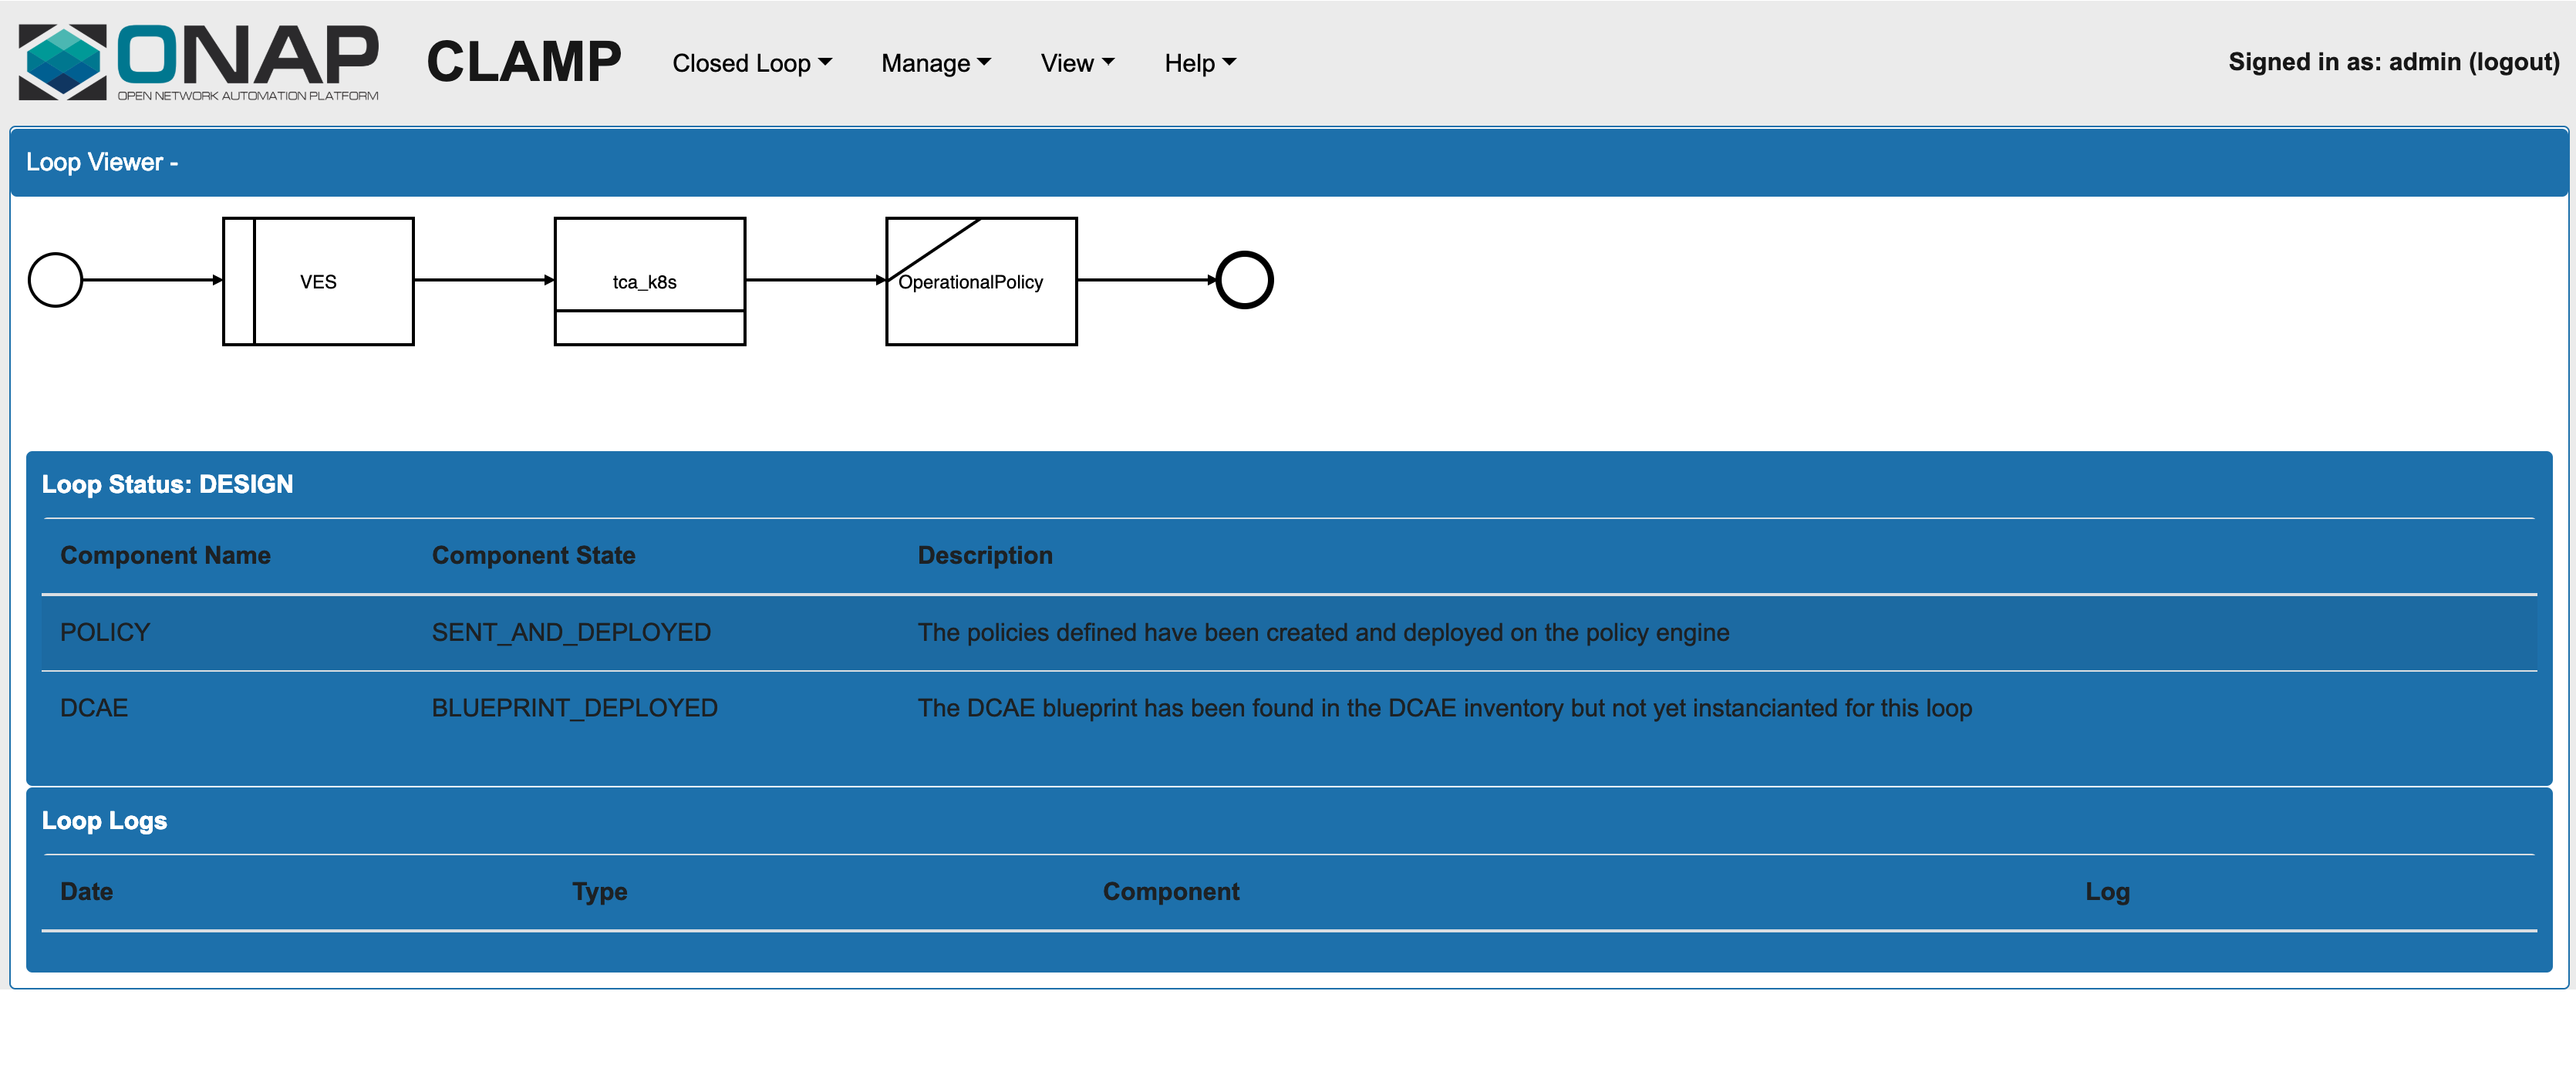 ONAP
OPEN NETWORK AUTOMATION PLATFORM
CLAMP
Closed Loop
Manage
View
Help
Signed in as: admin (logout)
Loop Viewer -
VES
tca_k8s
OperationalPolicy
Loop Status: DESIGN
Component Name Component State Description
POLICY SENT_AND_DEPLOYED The policies defined have been created and deployed on the policy engine
DCAE BLUEPRINT_DEPLOYED The DCAE blueprint has been found in the DCAE inventory but not yet instancianted for this loop
Loop Logs
Date Type Component Log